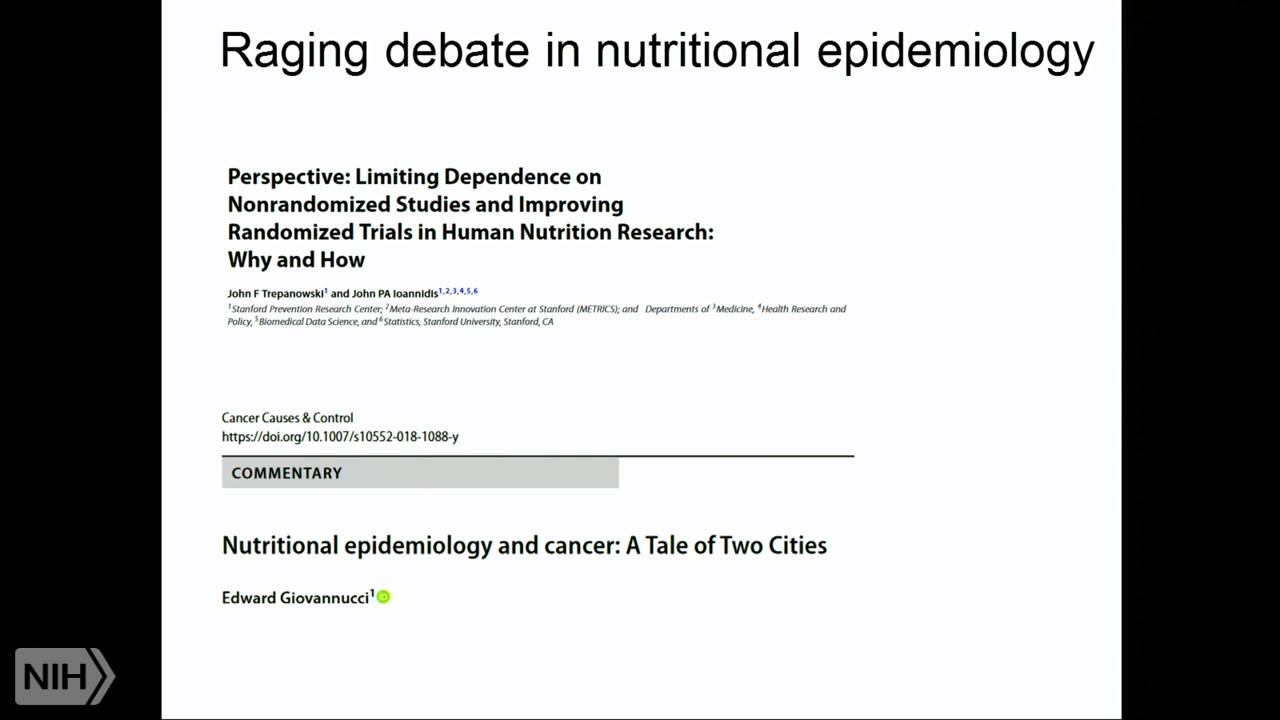 Raging debate in nutritional epidemiology
Perspective: Limiting Dependence on
Nonrandomized Studies and Improving
Randomized Trials in Human Nutrition Research:
Why and How
John F Trepanowski¹ and John PA Ioannidis¹,²,³,⁴,⁵,⁶
¹Stanford Prevention Research Center; ²Meta-Research Innovation Center at Stanford (METRICS); and Departments of ³Medicine, ⁴Health Research and
Policy, ⁵Biomedical Data Science, and ⁶Statistics, Stanford University, Stanford, CA
Cancer Causes & Control
https://doi.org/10.1007/s10552-018-1088-y
COMMENTARY
Nutritional epidemiology and cancer: A Tale of Two Cities
Edward Giovannucci¹ iD
NIH